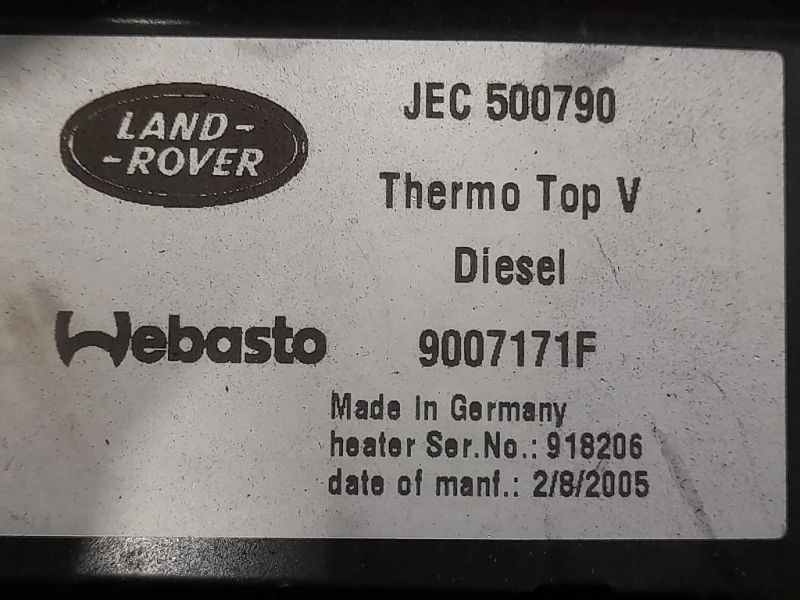 LAND-
-ROVER
JEC 500790
Thermo Top V
Diesel
Webasto
9007171F
Made In Germany
heater Ser.No.: 918206
date of manf.: 2/8/2005